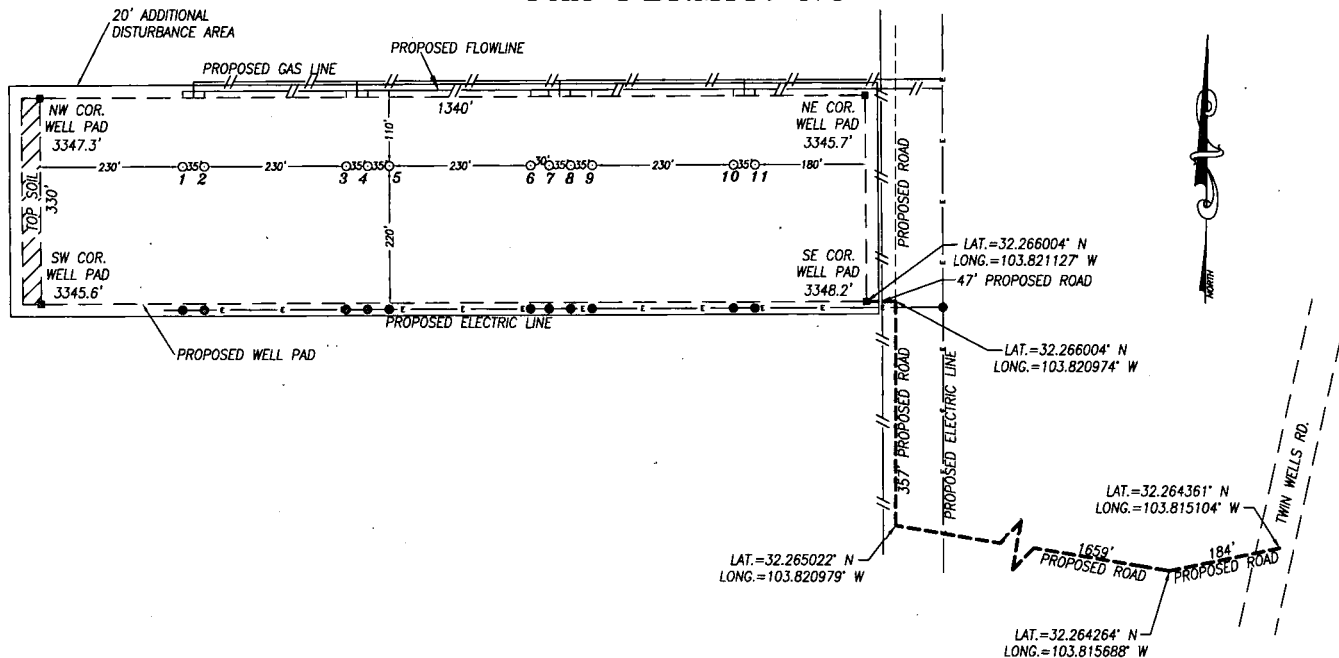 20' ADDITIONAL
DISTURBANCE AREA
PROPOSED GAS LINE
PROPOSED FLOWLINE
1340'
NW COR.
WELL PAD
3347.3'
NE COR.
WELL PAD
3345.7'
110'
230' 35' 230' 35' 35' 230' 30' 35' 35' 230' 35' 180'
1 2 3 4 5 6 7 8 9 10 11
TOP SOIL
330'
220'
SW COR.
WELL PAD
3345.6'
SE COR.
WELL PAD
3348.2'
PROPOSED ELECTRIC LINE
PROPOSED WELL PAD
PROPOSED ROAD
NORTH
LAT.=32.266004° N
LONG.=103.821127° W
47' PROPOSED ROAD
LAT.=32.266004° N
LONG.=103.820974° W
357' PROPOSED ROAD
PROPOSED ELECTRIC LINE
LAT.=32.265022° N
LONG.=103.820979° W
1659'
PROPOSED ROAD
184'
PROPOSED ROAD
LAT.=32.264361° N
LONG.=103.815104° W
TWIN WELLS RD.
LAT.=32.264264° N
LONG.=103.815688° W